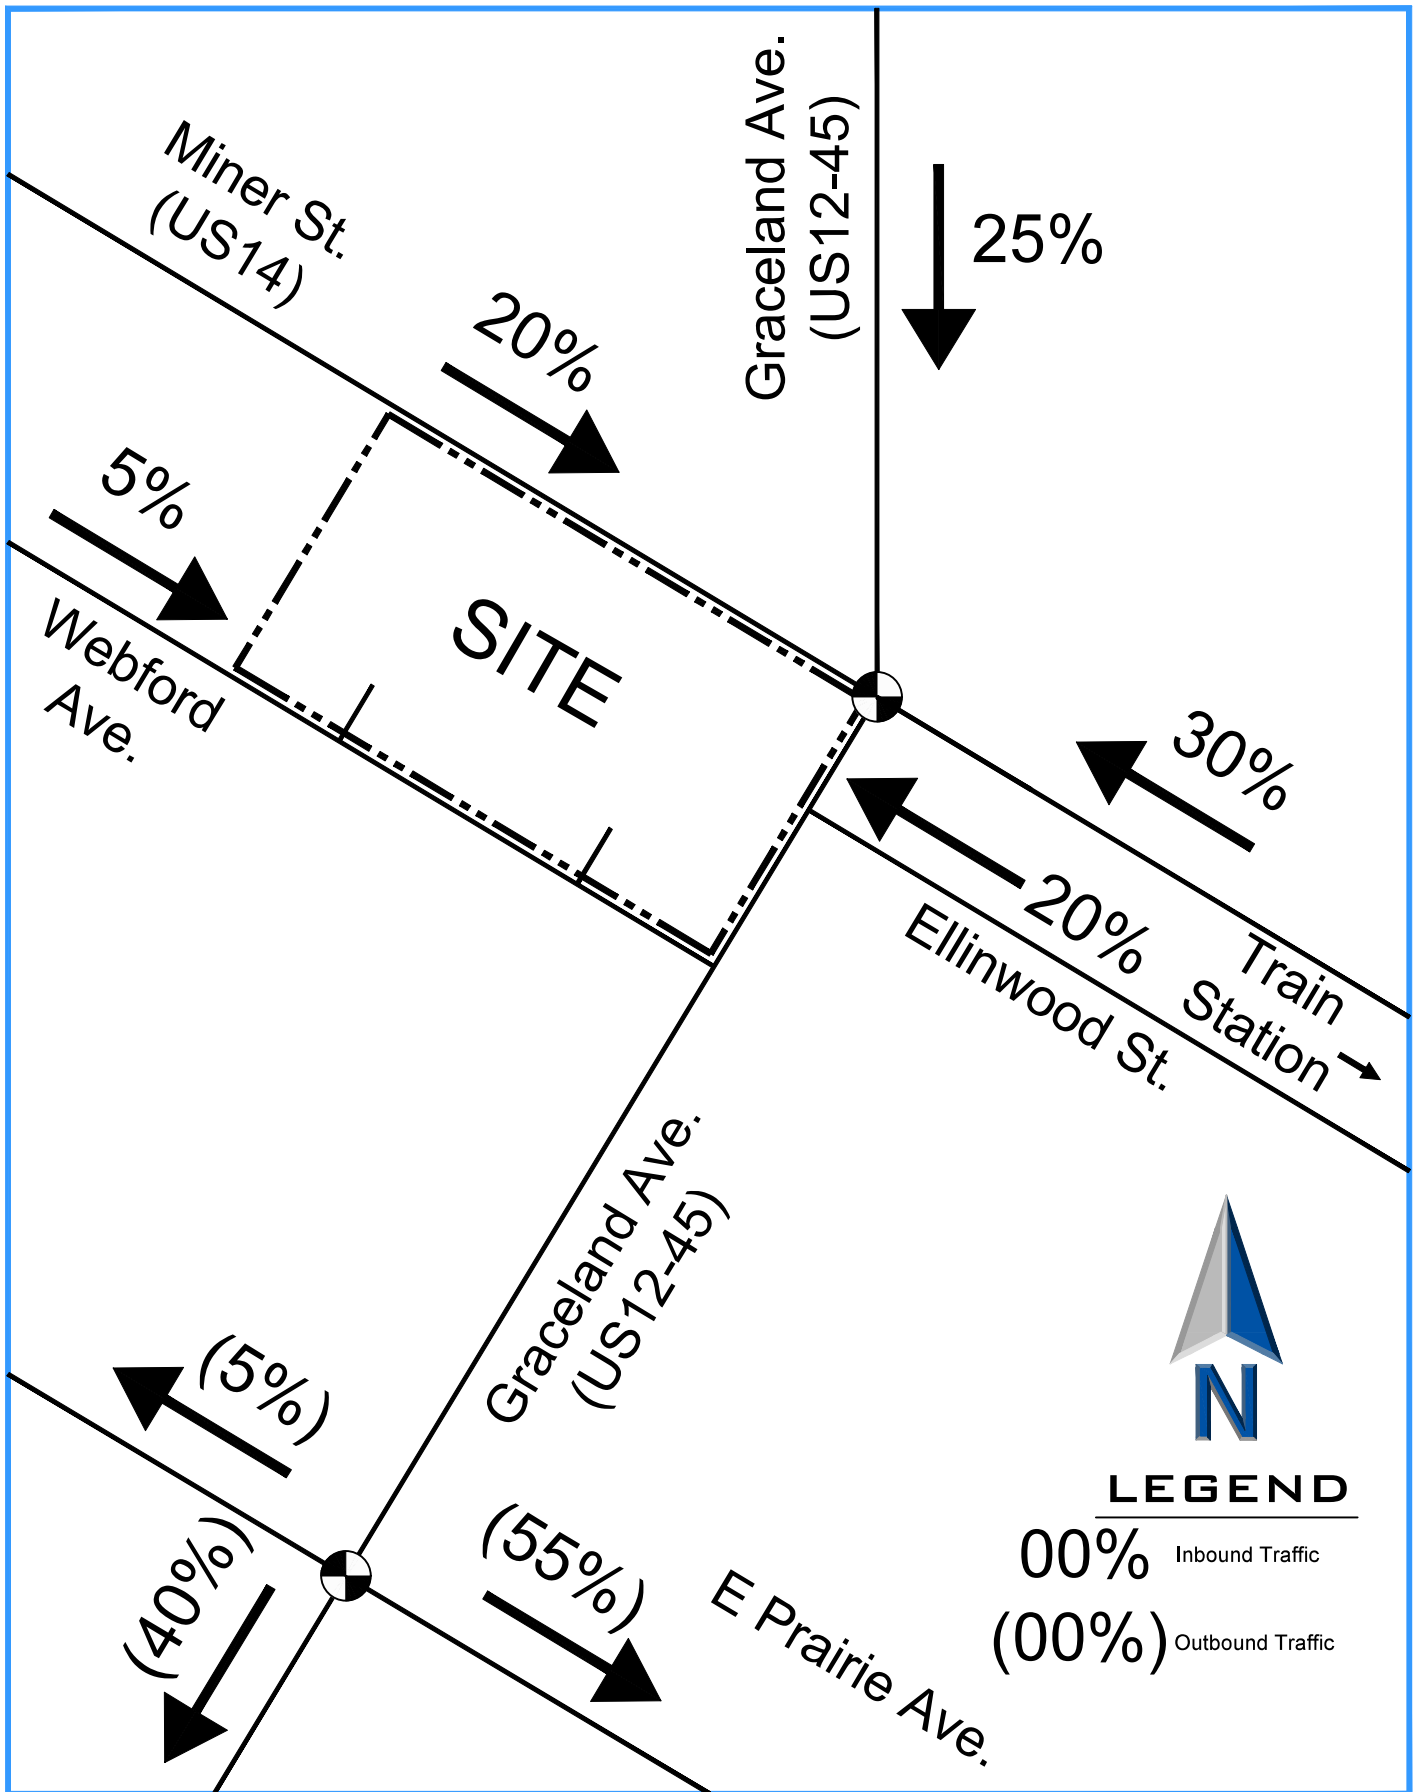 Graceland Ave.
(US12-45)
25%
Miner St.
(US14)
20%
5%
Webford
Ave.
SITE
30%
20%
Ellinwood St.
Train
Station
Graceland Ave.
(US12-45)
(5%)
(40%)
(55%)
E Prairie Ave.
N
LEGEND
00% Inbound Traffic
(00%) Outbound Traffic